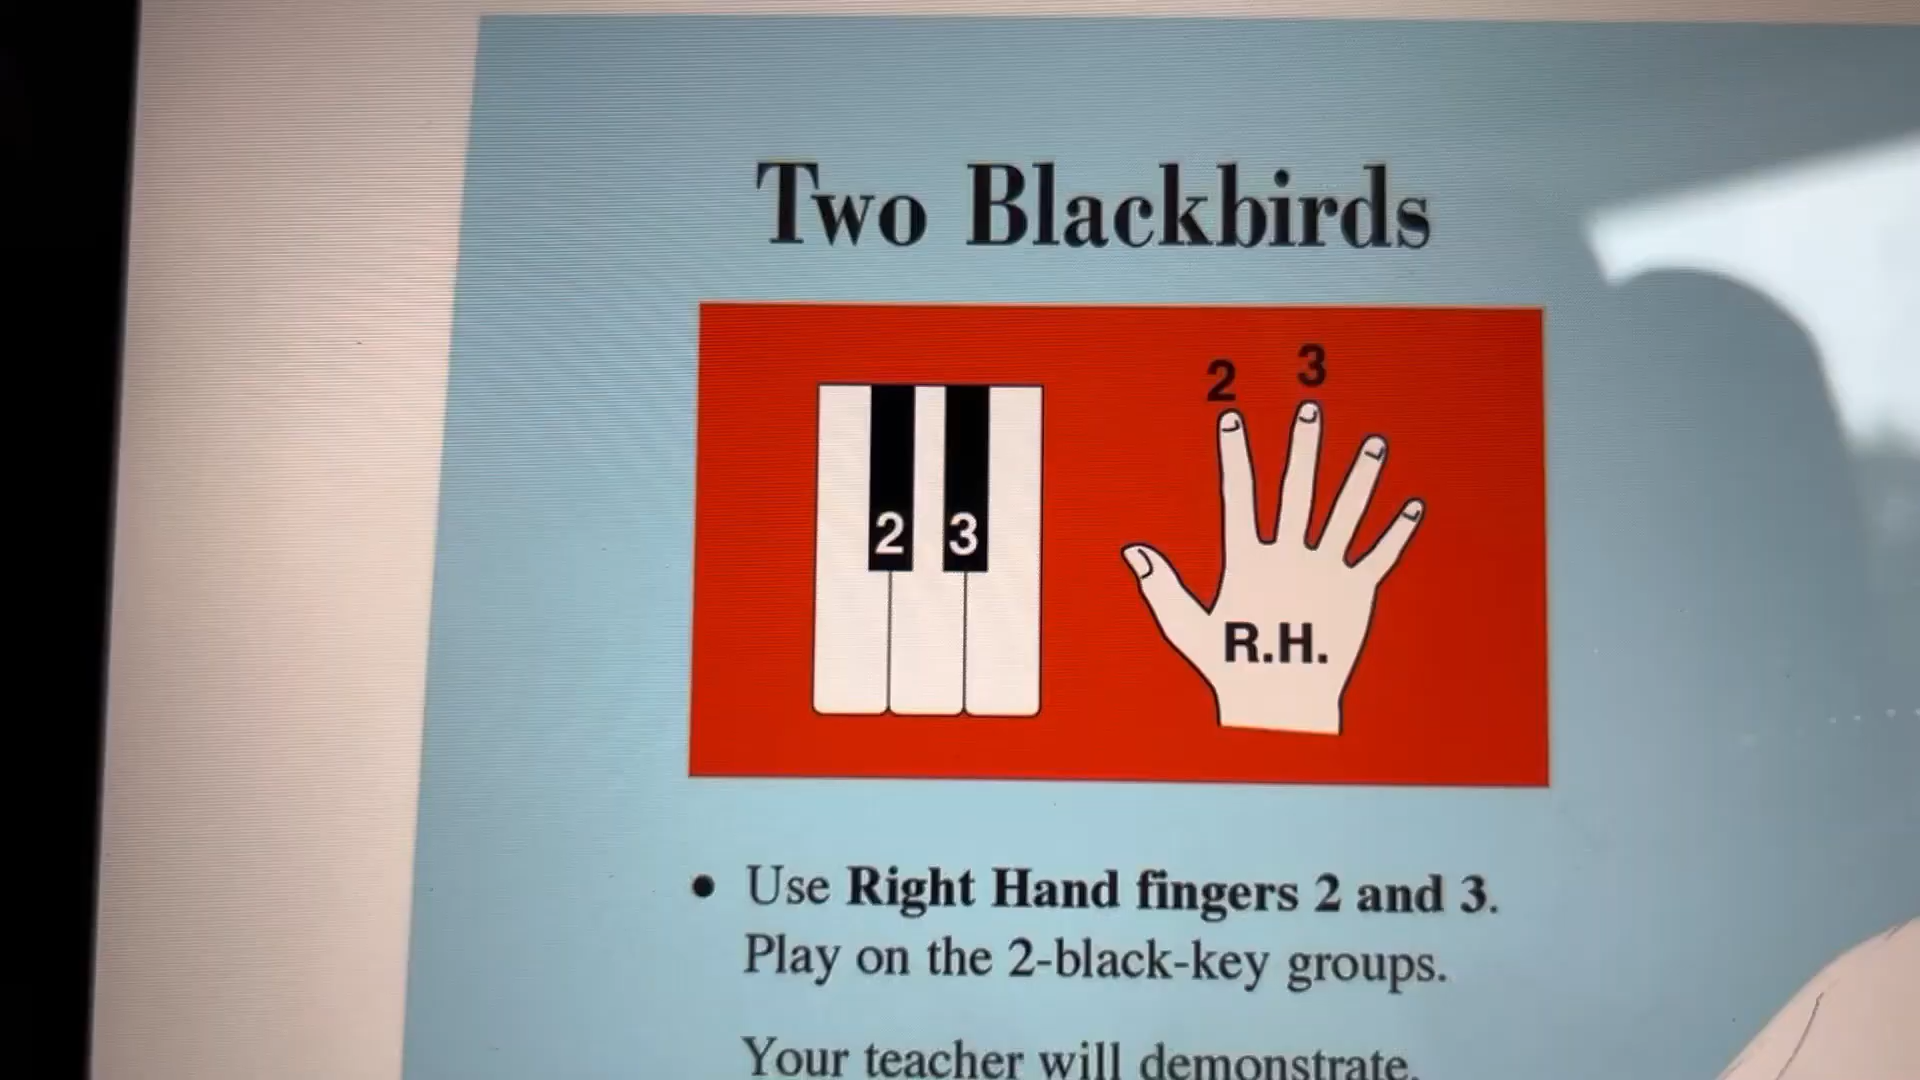 Two Blackbirds
2 3
2 3
R.H.
• Use Right Hand fingers 2 and 3.
Play on the 2-black-key groups.
Your teacher will demonstrate.